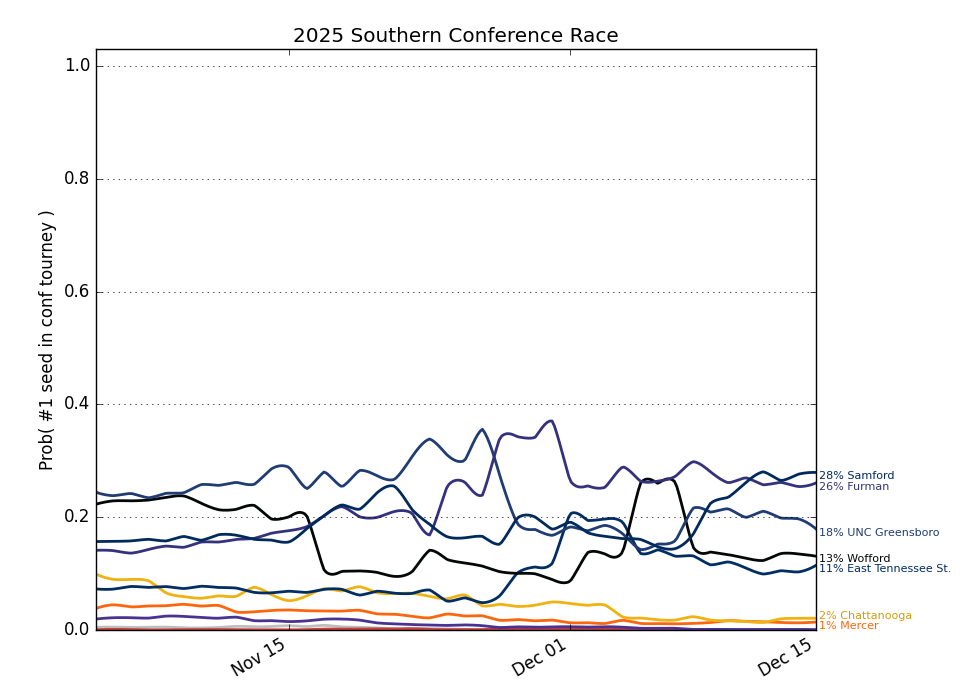 2025 Southern Conference Race
Prob( #1 seed in conf tourney )
1.0
0.8
0.6
0.4
0.2
0.0
Nov 15
Dec 01
Dec 15
28% Samford
26% Furman
18% UNC Greensboro
13% Wofford
11% East Tennessee St.
2% Chattanooga
1% Mercer